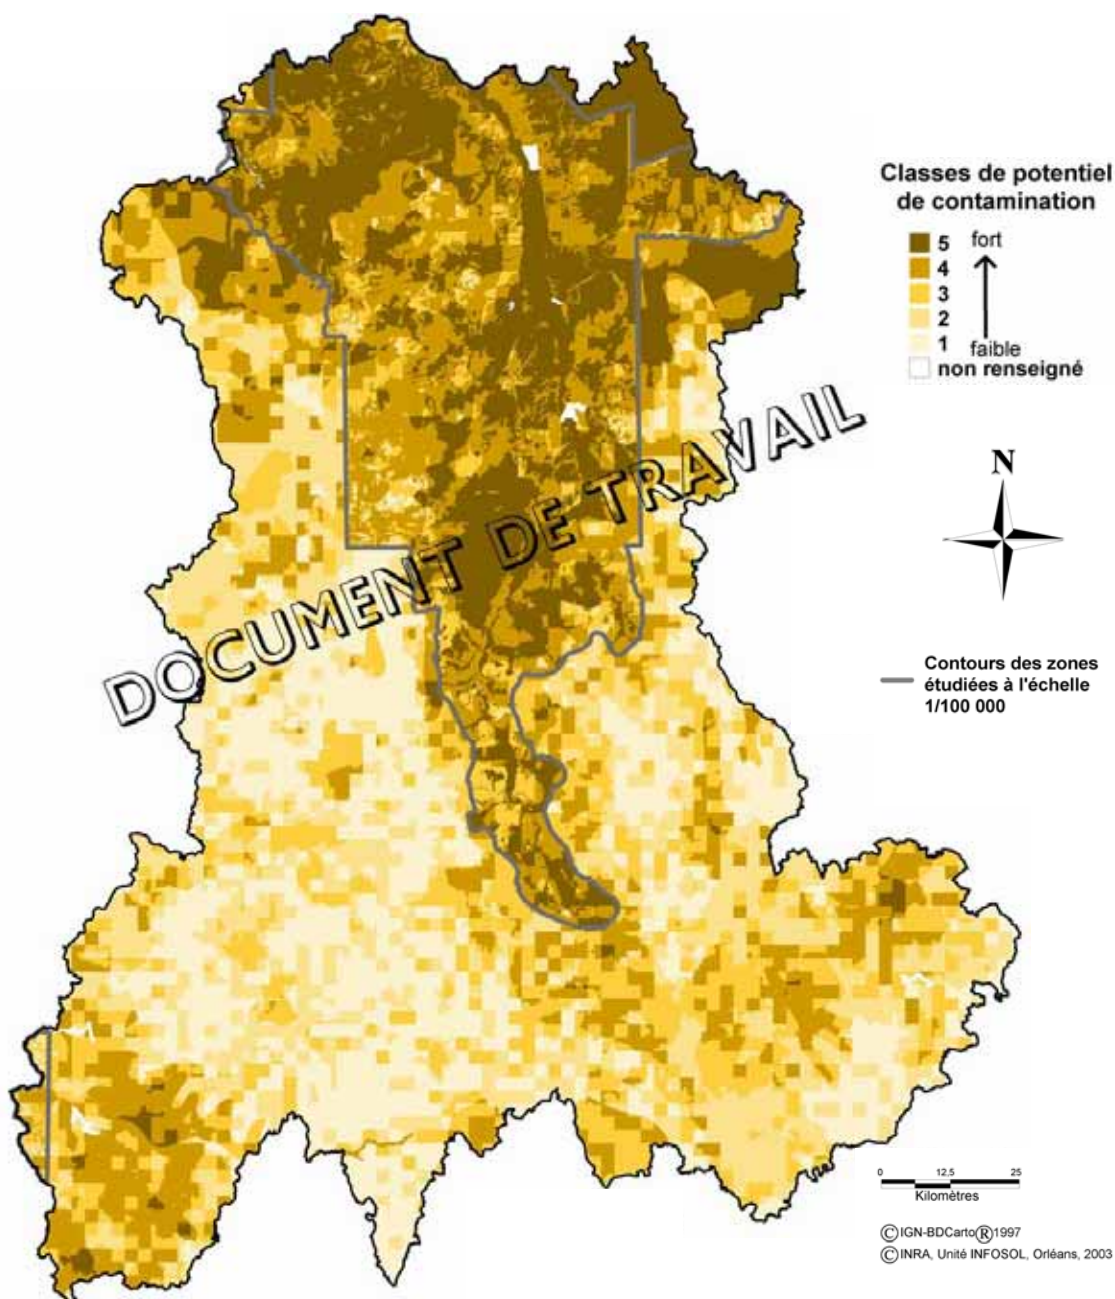 Classes de potentiel
de contamination
5 fort
4
3
2
1 faible
non renseigné
DOCUMENT DE TRAVAIL
N
Contours des zones
étudiées à l'échelle
1/100 000
0 12,5 25
Kilomètres
©IGN-BDCarto®1997
©INRA, Unité INFOSOL, Orléans, 2003